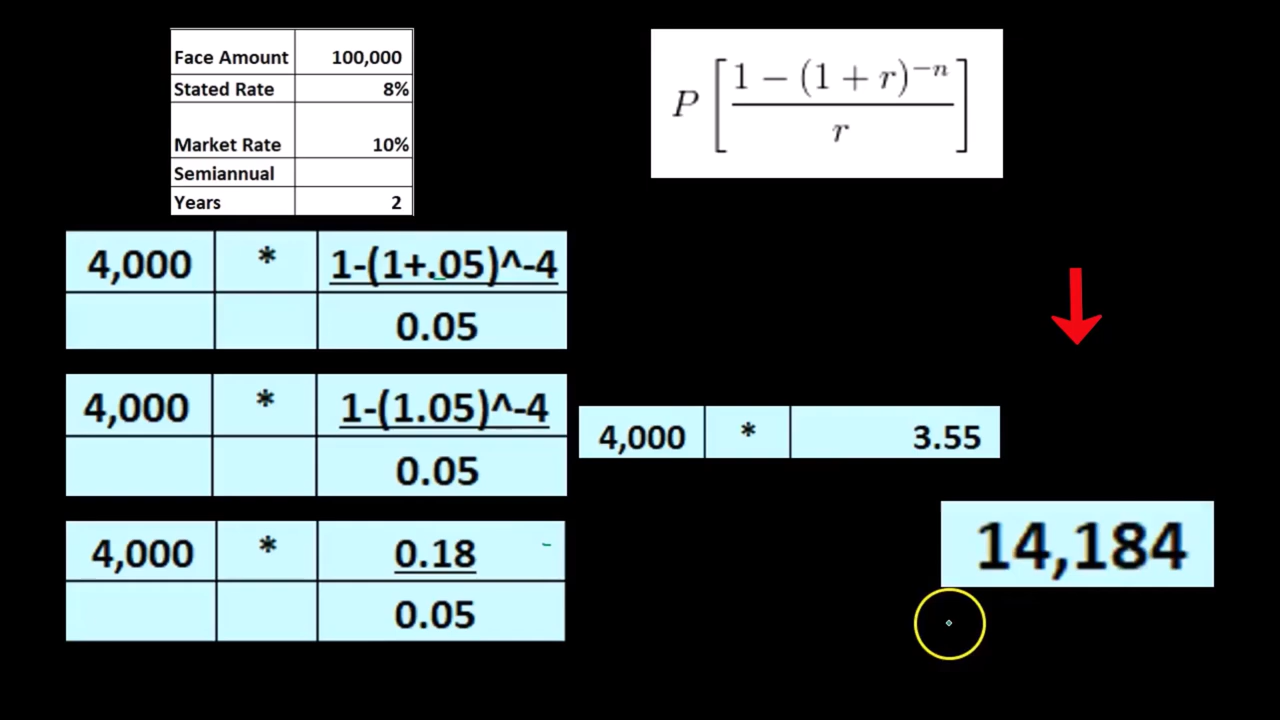 Face Amount 100,000
Stated Rate 8%
Market Rate 10%
Semiannual
Years 2
P [ 1 − (1 + r)^−n
r ]
4,000 * 1-(1+.05)^-4
0.05
4,000 * 1-(1.05)^-4
0.05
4,000 * 3.55
4,000 * 0.18
0.05
14,184